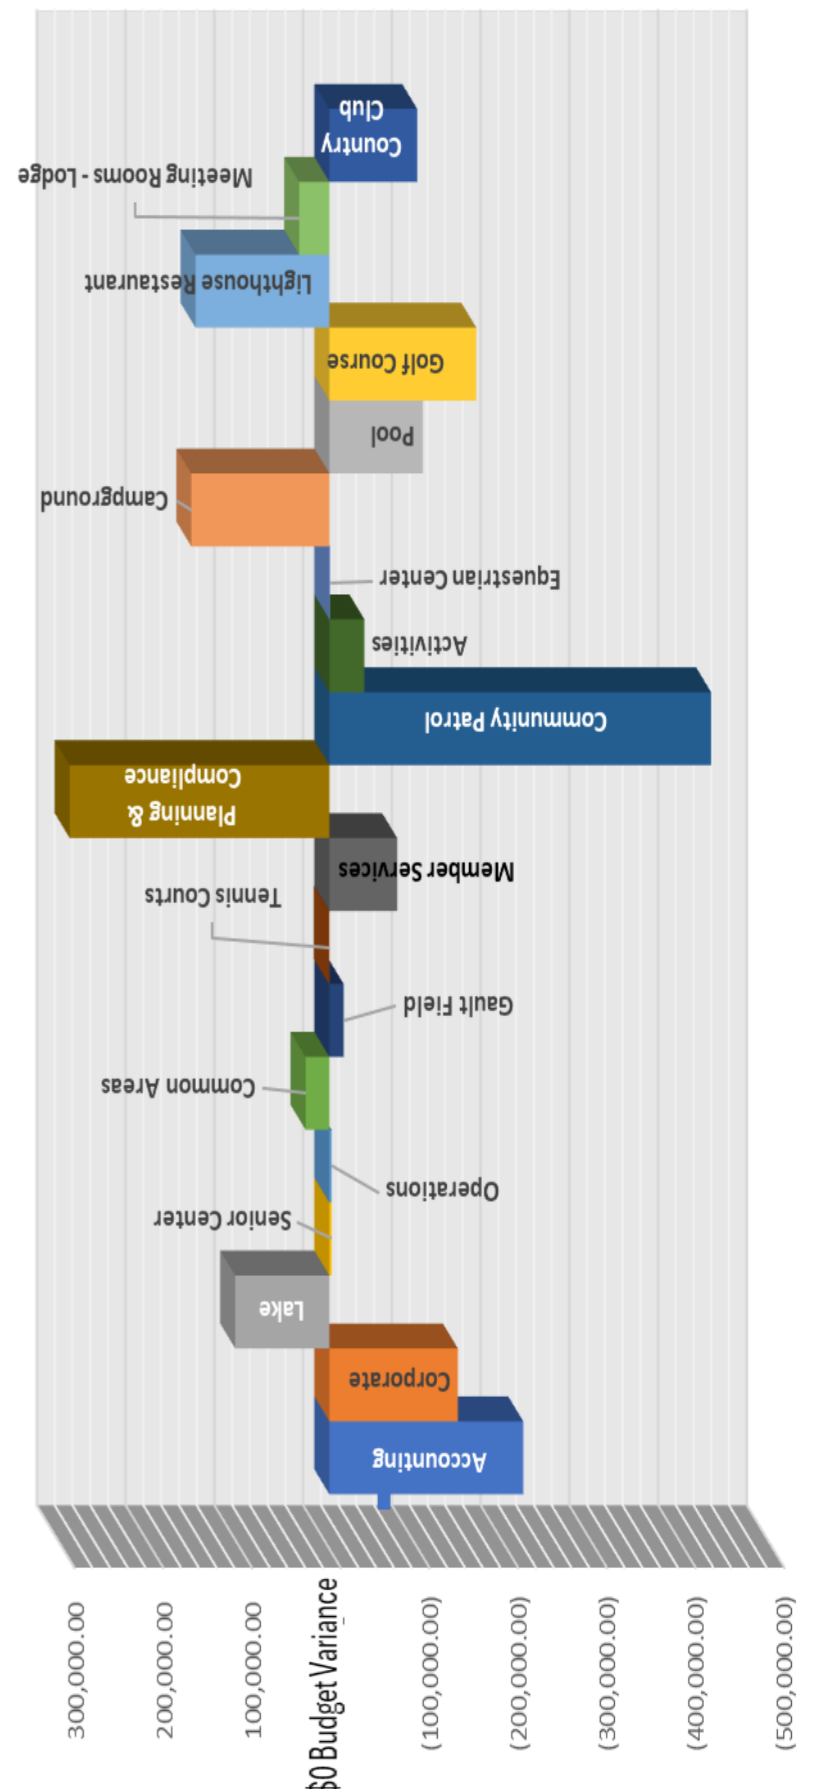 Country
Club
Meeting Rooms - Lodge
Lighthouse Restaurant
Golf Course
Pool
Campground
Equestrian Center
Activities
Community Patrol
Planning &
Compliance
Member Services
Tennis Courts
Gault Field
Common Areas
Operations
Senior Center
Lake
Corporate
Accounting
300,000.00
200,000.00
100,000.00
$0 Budget Variance
(100,000.00)
(200,000.00)
(300,000.00)
(400,000.00)
(500,000.00)